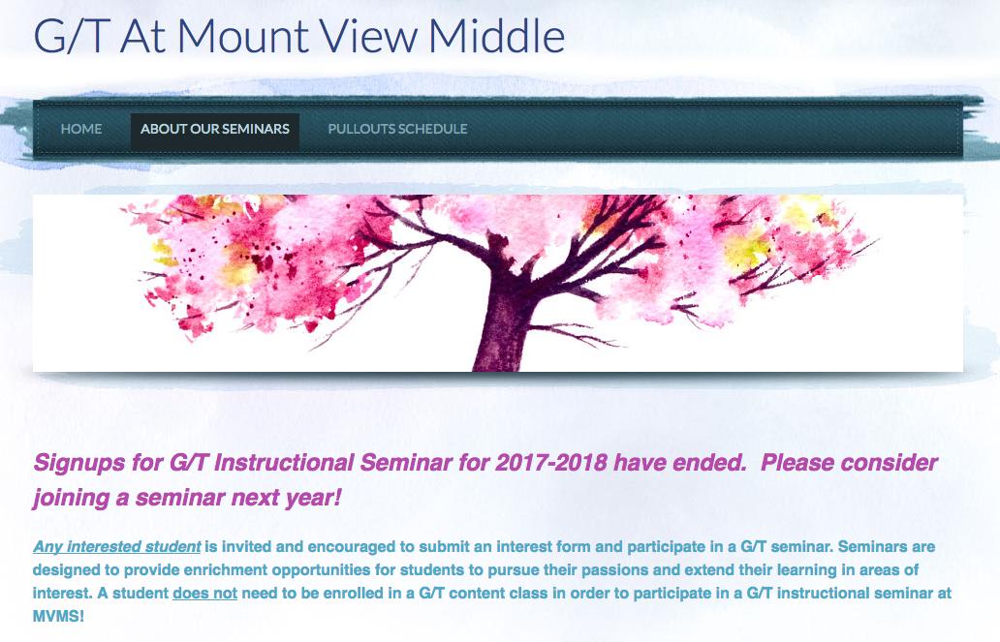 G/T At Mount View Middle
HOME
ABOUT OUR SEMINARS
PULLOUTS SCHEDULE
Signups for G/T Instructional Seminar for 2017-2018 have ended.  Please consider
joining a seminar next year!
Any interested student is invited and encouraged to submit an interest form and participate in a G/T seminar. Seminars are
designed to provide enrichment opportunities for students to pursue their passions and extend their learning in areas of
interest. A student does not need to be enrolled in a G/T content class in order to participate in a G/T instructional seminar at
MVMS!